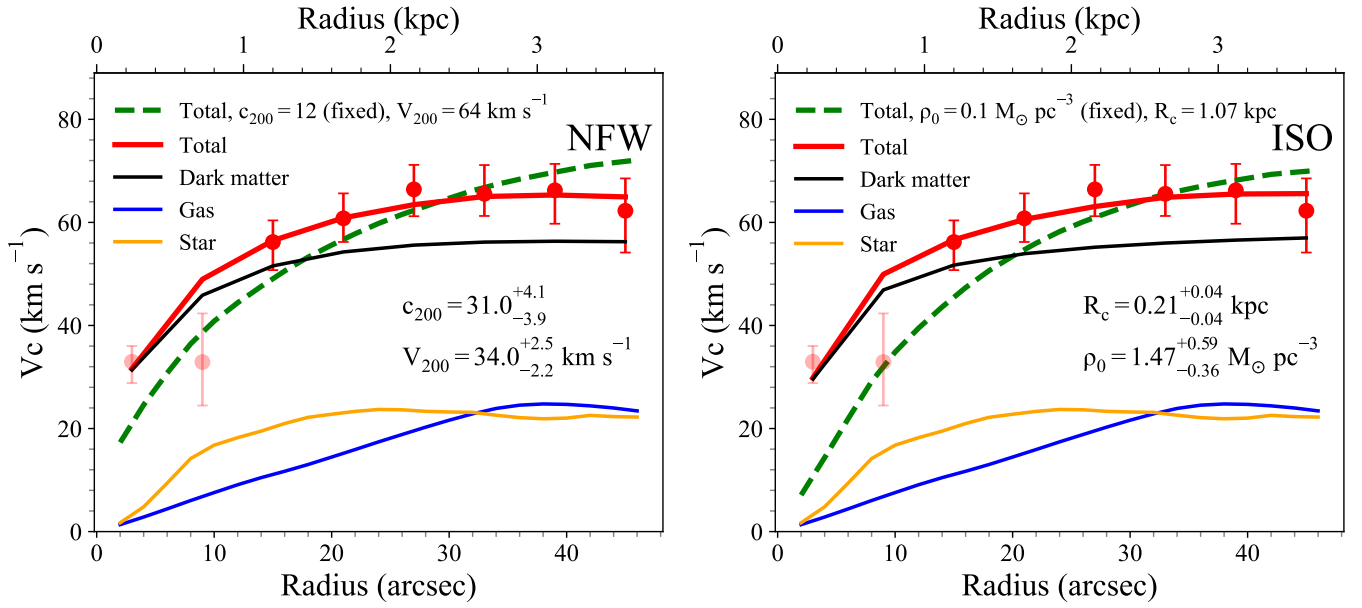 Radius (kpc)
0 1 2 3
Vc (km s⁻¹)
80
60
40
20
0
Total, c₂₀₀ = 12 (fixed), V₂₀₀ = 64 km s⁻¹
NFW
Total
Dark matter
Gas
Star
c₂₀₀ = 31.0 +4.1 −3.9
V₂₀₀ = 34.0 +2.5 −2.2 km s⁻¹
0 10 20 30 40
Radius (arcsec)
Radius (kpc)
0 1 2 3
Vc (km s⁻¹)
80
60
40
20
0
Total, ρ₀ = 0.1 M⊙ pc⁻³ (fixed), R_c = 1.07 kpc
ISO
Total
Dark matter
Gas
Star
R_c = 0.21 +0.04 −0.04 kpc
ρ₀ = 1.47 +0.59 −0.36 M⊙ pc⁻³
0 10 20 30 40
Radius (arcsec)